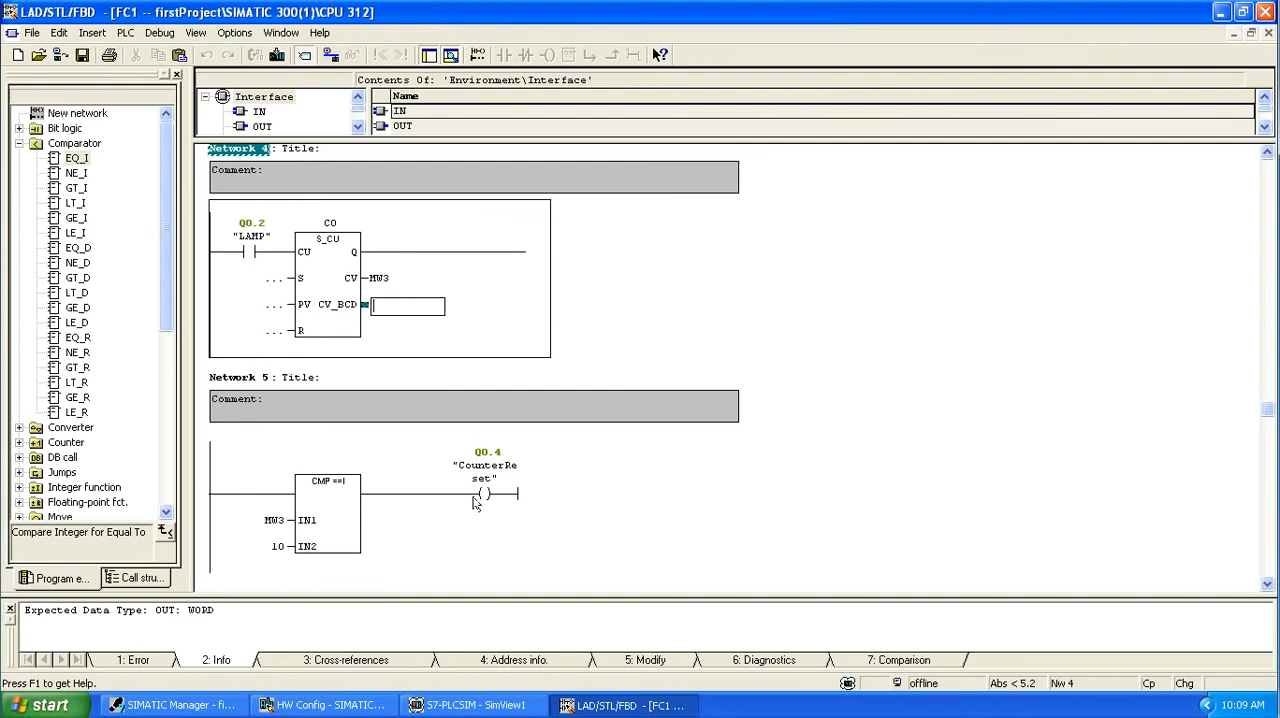 LAD/STL/FBD - [FC1 -- firstProject\SIMATIC 300(1)\CPU 312]
File Edit Insert PLC Debug View Options Window Help
Contents Of: 'Environment\Interface'
Interface
IN
OUT
Name
IN
OUT
New network
Bit logic
Comparator
EQ_I
NE_I
GT_I
LT_I
GE_I
LE_I
EQ_D
NE_D
GT_D
LT_D
GE_D
LE_D
EQ_R
NE_R
GT_R
LT_R
GE_R
LE_R
Converter
Counter
DB call
Jumps
Integer function
Floating-point fct.
Move
Compare Integer for Equal To
Program e...
Call stru...
Network 4: Title:
Comment:
Q0.2
"LAMP"
C0
S_CU
CU Q
... S CV MW3
... PV CV_BCD
... R
Network 5: Title:
Comment:
Q0.4
"CounterRe
set"
CMP ==I
MW3 IN1
10 IN2
Expected Data Type: OUT: WORD
1: Error 2: Info 3: Cross-references 4: Address info. 5: Modify 6: Diagnostics 7: Comparison
Press F1 to get Help. offline Abs < 5.2 Nw 4 Cp Chg
start SIMATIC Manager - fi... HW Config - SIMATIC... S7-PLCSIM - SimView1 LAD/STL/FBD - [FC1 ... 10:09 AM